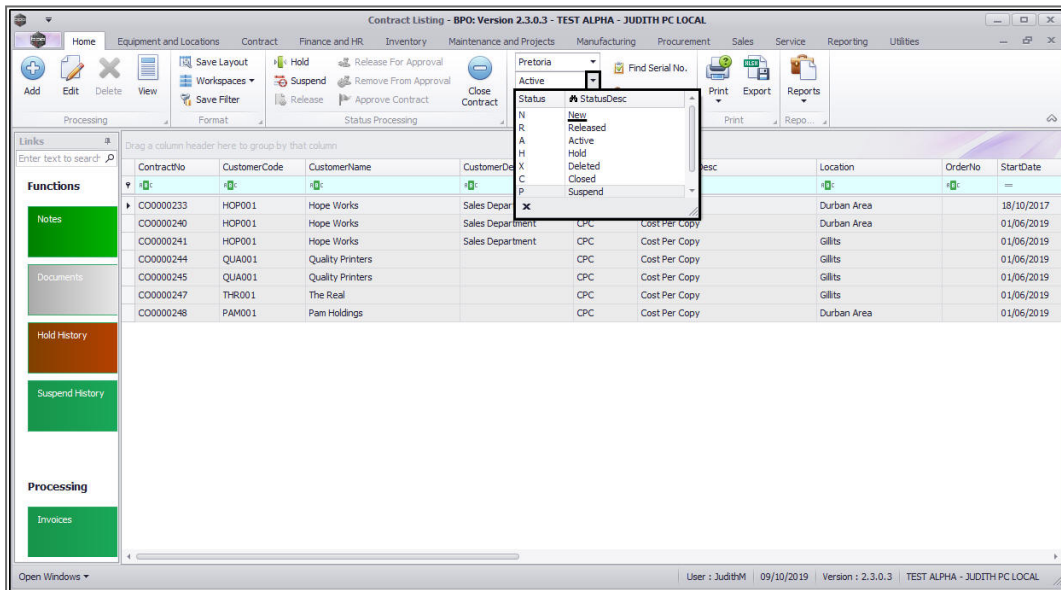 Contract Listing - BPO: Version 2.3.0.3 - TEST ALPHA - JUDITH PC LOCAL
Home Equipment and Locations Contract Finance and HR Inventory Maintenance and Projects Manufacturing Procurement Sales Service Reporting Utilities
Add Edit Delete View
Save Layout
Workspaces
Save Filter
Hold Release For Approval
Suspend Remove From Approval
Release Approve Contract
Close
Contract
Pretoria
Active
Find Serial No.
Print Export Reports
Processing Format Status Processing Print Repo...
Status StatusDesc
N New
R Released
A Active
H Hold
X Deleted
C Closed
P Suspend
Links
Enter text to search
Functions
Notes
Documents
Hold History
Suspend History
Processing
Invoices
Drag a column header here to group by that column
ContractNo CustomerCode CustomerName CustomerDe Desc Location OrderNo StartDate
CO0000233 HOP001 Hope Works Sales Depar Durban Area 18/10/2017
CO0000240 HOP001 Hope Works Sales Department CPC Cost Per Copy Durban Area 01/06/2019
CO0000241 HOP001 Hope Works Sales Department CPC Cost Per Copy Gillits 01/06/2019
CO0000244 QUA001 Quality Printers CPC Cost Per Copy Gillits 01/06/2019
CO0000245 QUA001 Quality Printers CPC Cost Per Copy Gillits 01/06/2019
CO0000247 THR001 The Real CPC Cost Per Copy Gillits 01/06/2019
CO0000248 PAM001 Pam Holdings CPC Cost Per Copy Durban Area 01/06/2019
Open Windows
User : JudithM 09/10/2019 Version : 2.3.0.3 TEST ALPHA - JUDITH PC LOCAL